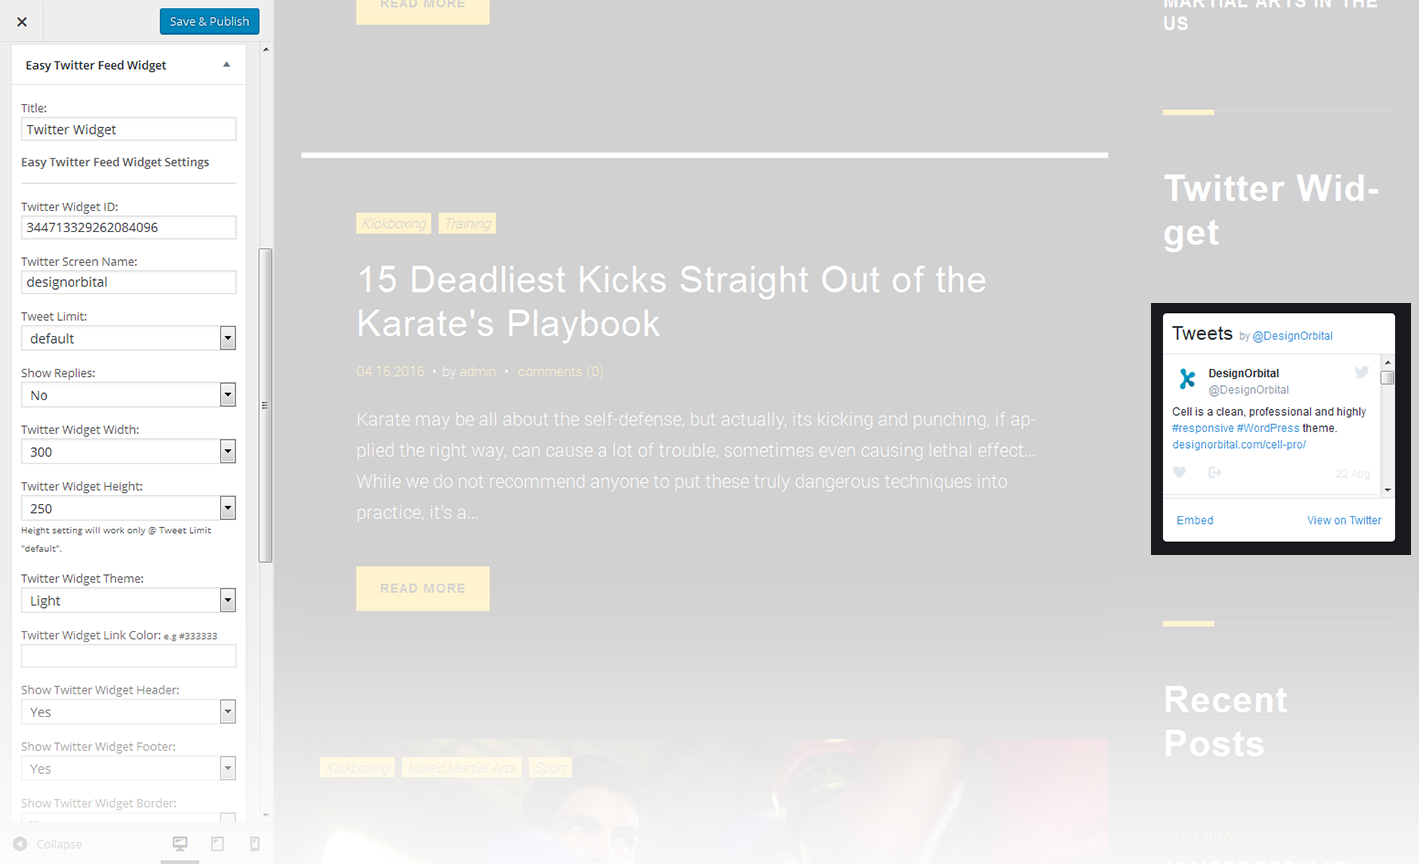 Save & Publish
Easy Twitter Feed Widget
Title:
Twitter Widget
Easy Twitter Feed Widget Settings
Twitter Widget ID:
344713329262084096
Twitter Screen Name:
designorbital
Tweet Limit:
default
Show Replies:
No
Twitter Widget Width:
300
Twitter Widget Height:
250
Height setting will work only @ Tweet Limit
"default".
Twitter Widget Theme:
Light
Twitter Widget Link Color: e.g #333333
Show Twitter Widget Header:
Yes
Show Twitter Widget Footer:
Yes
Show Twitter Widget Border:
Collapse
READ MORE
Kickboxing Training
15 Deadliest Kicks Straight Out of the
Karate's Playbook
04.16.2016 • by admin • comments (0)
Karate may be all about the self-defense, but actually, its kicking and punching, if ap-
plied the right way, can cause a lot of trouble, sometimes even causing lethal effect...
While we do not recommend anyone to put these truly dangerous techniques into
practice, it's a...
READ MORE
Kickboxing Mixed Martial Arts Sport
MARTIAL ARTS IN THE
US
Twitter Wid-
get
Tweets by @DesignOrbital
DesignOrbital
@DesignOrbital
Cell is a clean, professional and highly
#responsive #WordPress theme.
designorbital.com/cell-pro/
22 Aug
Embed View on Twitter
Recent
Posts